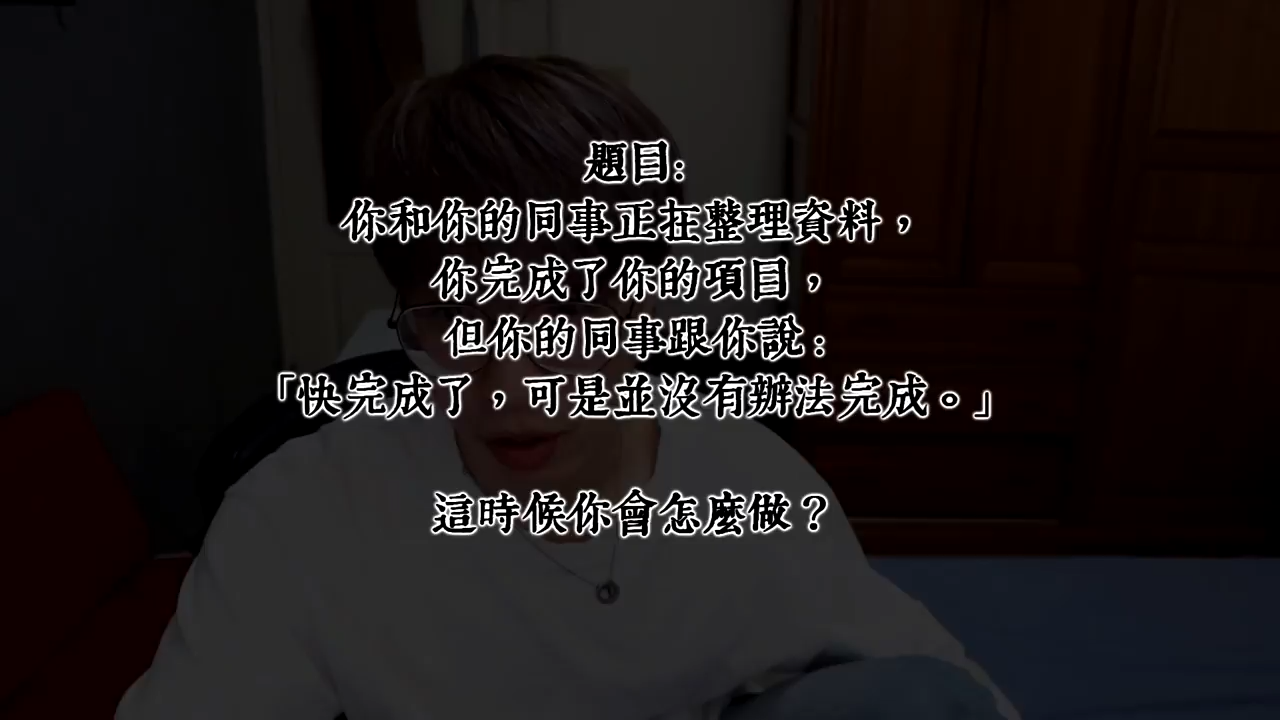 題目:
你和你的同事正在整理資料，
你完成了你的項目，
但你的同事跟你說:
「快完成了，可是並沒有辦法完成。」
這時候你會怎麼做？